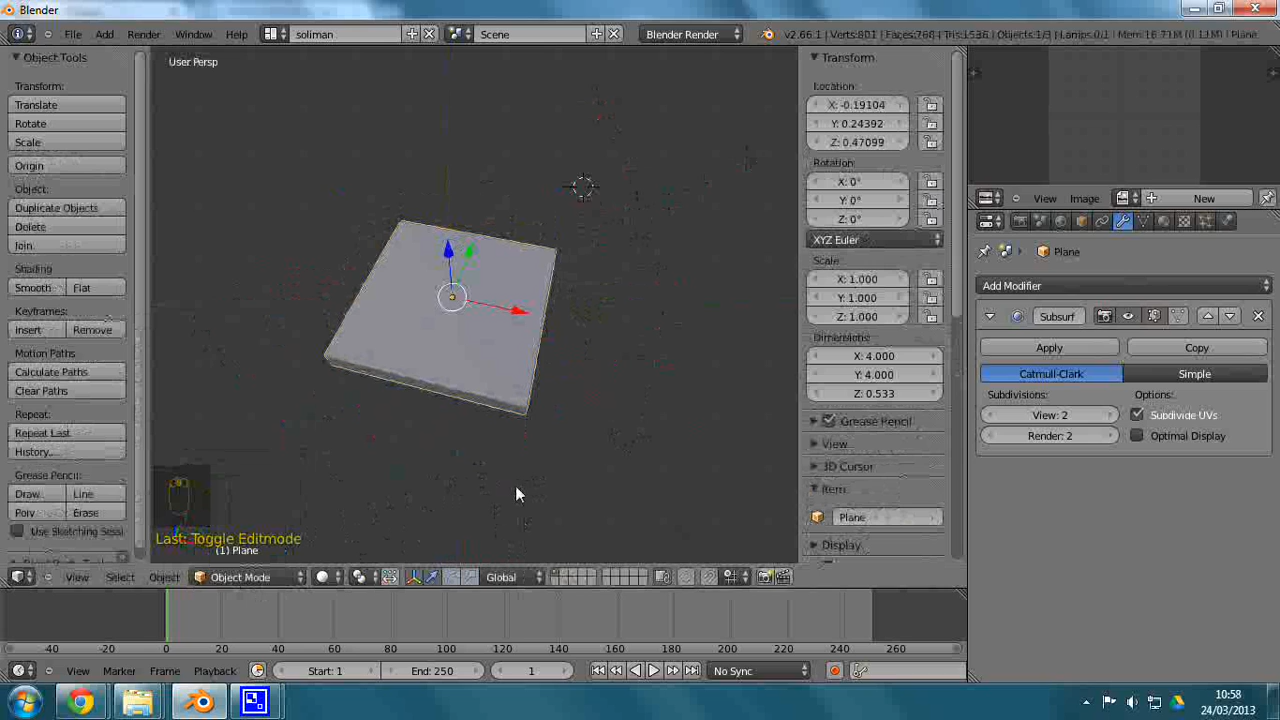 Blender
File Add Render Window Help soliman Scene Blender Render v2.66.1 | Verts:801 | Faces:768 | Tris:1536 | Objects:1/3 | Lamps:0/1 | Mem:16.71M (0.11M) | Plane
Object Tools
Transform:
Translate
Rotate
Scale
Origin
Object:
Duplicate Objects
Delete
Join
Shading
Smooth Flat
Keyframes:
Insert Remove
Motion Paths
Calculate Paths
Clear Paths
Repeat:
Repeat Last
History...
Grease Pencil:
Draw Line
Poly Erase
Use Sketching Sessi
User Persp
Last: Toggle Editmode
(1) Plane
Transform
Location:
X: -0.19104
Y: 0.24392
Z: 0.47099
Rotation:
X: 0°
Y: 0°
Z: 0°
XYZ Euler
Scale:
X: 1.000
Y: 1.000
Z: 1.000
Dimensions:
X: 4.000
Y: 4.000
Z: 0.533
Grease Pencil
View
3D Cursor
Item
Plane
Display
View Image New
Plane
Add Modifier
Subsurf
Apply Copy
Catmull-Clark Simple
Subdivisions: Options:
View: 2 Subdivide UVs
Render: 2 Optimal Display
View Select Object Object Mode Global
-40 -20 0 20 40 60 80 100 120 140 160 180 200 220 240 260
View Marker Frame Playback Start: 1 End: 250 1 No Sync
10:58
24/03/2013